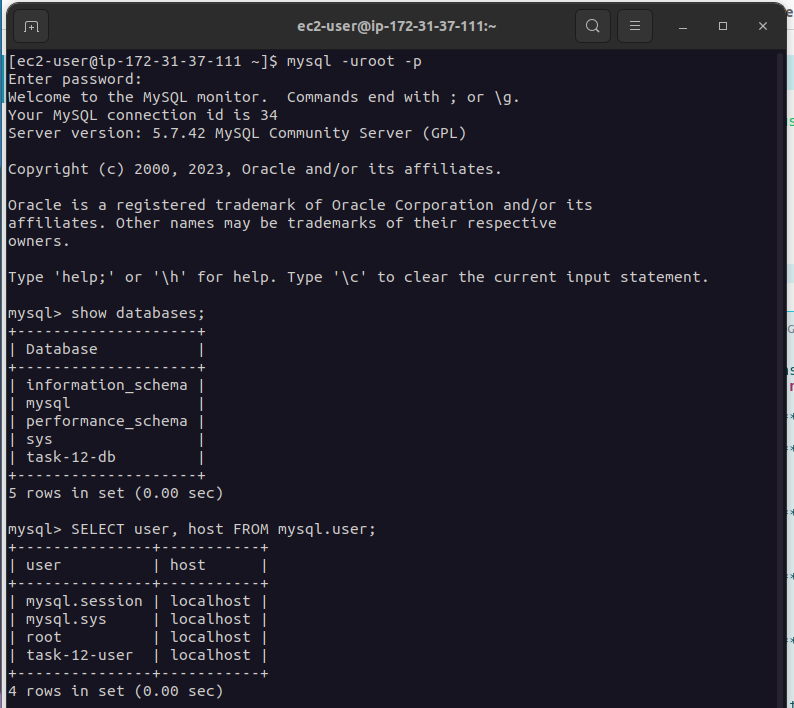 ec2-user@ip-172-31-37-111:~
[ec2-user@ip-172-31-37-111 ~]$ mysql -uroot -p
Enter password:
Welcome to the MySQL monitor.  Commands end with ; or \g.
Your MySQL connection id is 34
Server version: 5.7.42 MySQL Community Server (GPL)
Copyright (c) 2000, 2023, Oracle and/or its affiliates.
Oracle is a registered trademark of Oracle Corporation and/or its
affiliates. Other names may be trademarks of their respective
owners.
Type 'help;' or '\h' for help. Type '\c' to clear the current input statement.
mysql> show databases;
+--------------------+
| Database           |
+--------------------+
| information_schema |
| mysql              |
| performance_schema |
| sys                |
| task-12-db         |
+--------------------+
5 rows in set (0.00 sec)
mysql> SELECT user, host FROM mysql.user;
+---------------+-----------+
| user          | host      |
+---------------+-----------+
| mysql.session | localhost |
| mysql.sys     | localhost |
| root          | localhost |
| task-12-user  | localhost |
+---------------+-----------+
4 rows in set (0.00 sec)